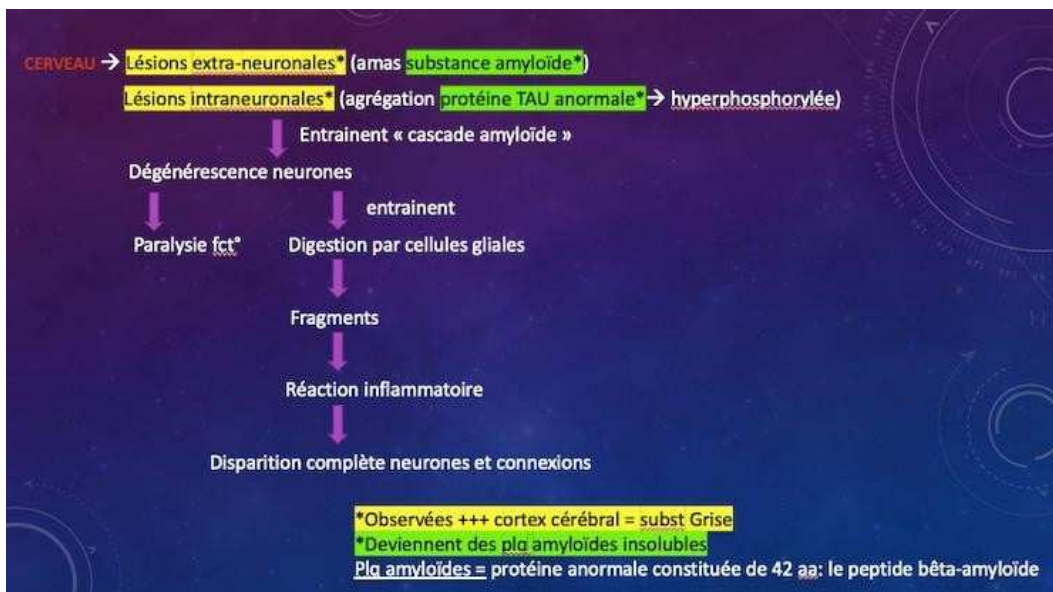 CERVEAU → Lésions extra-neuronales* (amas substance amyloïde*)
Lésions intraneuronales* (agrégation protéine TAU anormale* → hyperphosphorylée)
Entrainent « cascade amyloïde »
Dégénérescence neurones
entrainent
Paralysie fct° Digestion par cellules gliales
Fragments
Réaction inflammatoire
Disparition complète neurones et connexions
*Observées +++ cortex cérébral = subst Grise
*Deviennent des plq amyloïdes insolubles
Plq amyloïdes = protéine anormale constituée de 42 aa: le peptide bêta-amyloïde